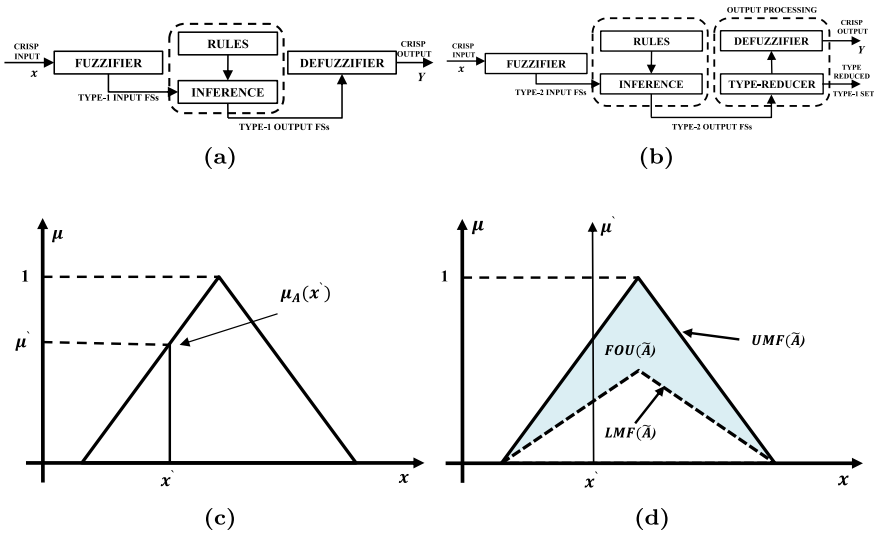 CRISP
INPUT
x
FUZZIFIER
TYPE-1 INPUT FSs
RULES
INFERENCE
TYPE-1 OUTPUT FSs
DEFUZZIFIER
CRISP
OUTPUT
Y
(a)
CRISP
INPUT
x
FUZZIFIER
TYPE-2 INPUT FSs
RULES
INFERENCE
TYPE-2 OUTPUT FSs
OUTPUT PROCESSING
DEFUZZIFIER
TYPE-REDUCER
CRISP
OUTPUT
Y
TYPE
REDUCED
TYPE-1 SET
(b)
μ
1
μ`
μ_A(x`)
x`
x
(c)
μ
μ`
1
FOU(Ã)
UMF(Ã)
LMF(Ã)
x`
x
(d)